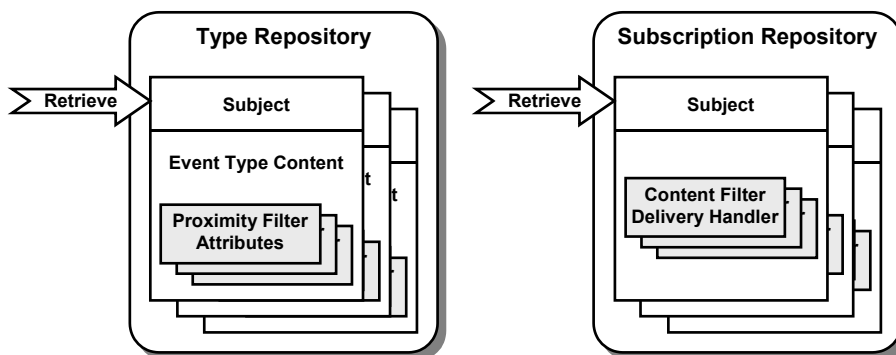 Type Repository
Retrieve
Subject
Event Type Content
Proximity Filter
Attributes
Subscription Repository
Retrieve
Subject
Content Filter
Delivery Handler